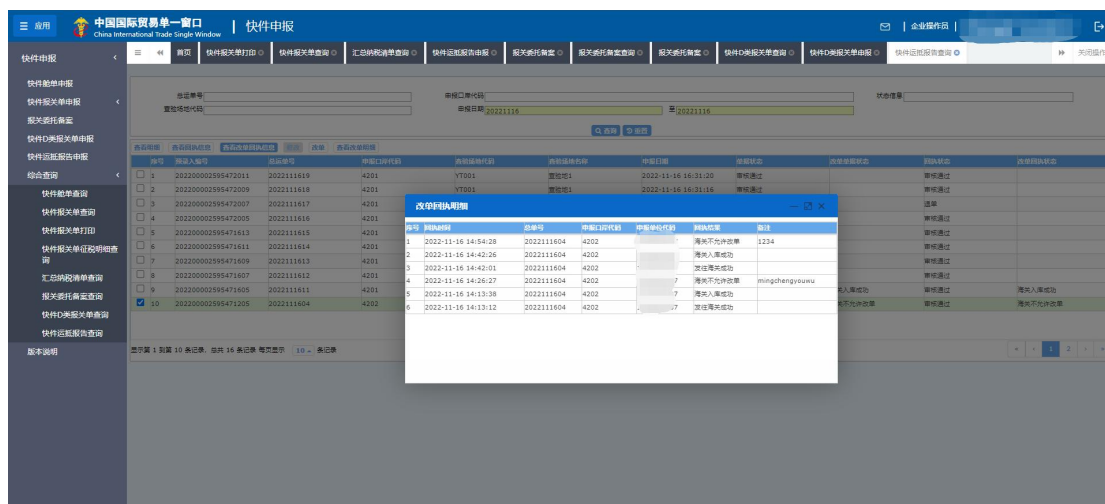 三 应用
中国国际贸易单一窗口
China International Trade Single Window
快件申报
企业操作员
快件申报
首页 快件报关单打印 快件报关单查询 汇总纳税清单查询 快件运抵报告申报 报关委托备案 报关委托备案查询 报关委托备案 快件D类报关单查询 快件D类报关单申报 快件运抵报告查询 关闭操作
快件舱单申报
快件报关单申报
报关委托备案
快件D类报关单申报
快件运抵报告申报
综合查询
快件舱单查询
快件报关单查询
快件报关单打印
快件报关单征税明细查询
汇总纳税清单查询
报关委托备案查询
快件D类报关单查询
快件运抵报告查询
版本说明
总运单号 申报口岸代码 状态信息
查验场地代码 申报日期 20221116 至 20221116
查询 重置
查看明细 查看回执信息 查看改单回执信息 改单 查看改单明细
序号 预录入编号 总运单号 申报口岸代码 查验场地代码 查验场地名称 申报日期 单据状态 改单单据状态 回执状态 改单回执状态
1 202200002595472011 2022111619 4201 YT001 查验场1 2022-11-16 16:31:20 审核通过 审核通过
2 202200002595472009 2022111618 4201 YT001 查验场1 2022-11-16 16:31:16 审核通过 审核通过
3 202200002595472007 2022111617 4201 退单
4 202200002595472005 2022111616 4201 审核通过
5 202200002595471613 2022111615 4201 审核通过
6 202200002595471611 2022111614 4201 审核通过
7 202200002595471609 2022111613 4201 审核通过
8 202200002595471607 2022111612 4201 审核通过
9 202200002595471605 2022111611 4201 关入库成功 审核通过 海关入库成功
10 202200002595471205 2022111604 4202 关不允许改单 审核通过 海关不允许改单
改单回执明细
序号 回执时间 总单号 申报口岸代码 申报单位代码 回执结果 备注
1 2022-11-16 14:54:28 2022111604 4202 海关不允许改单 1234
2 2022-11-16 14:42:26 2022111604 4202 海关入库成功
3 2022-11-16 14:42:01 2022111604 4202 发往海关成功
4 2022-11-16 14:26:27 2022111604 4202 7 海关不允许改单 mingchengyouwu
5 2022-11-16 14:13:38 2022111604 4202 7 海关入库成功
6 2022-11-16 14:13:12 2022111604 4202 57 发往海关成功
显示第 1 到第 10 条记录，总共 16 条记录 每页显示 10 条记录
« ‹ 1 2 › »